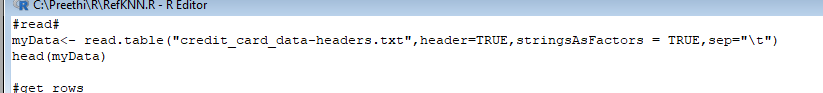 C:\Preethi\R\RefKNN.R - R Editor
#read#
myData<- read.table("credit_card_data-headers.txt",header=TRUE,stringsAsFactors = TRUE,sep="\t")
head(myData)
#get rows